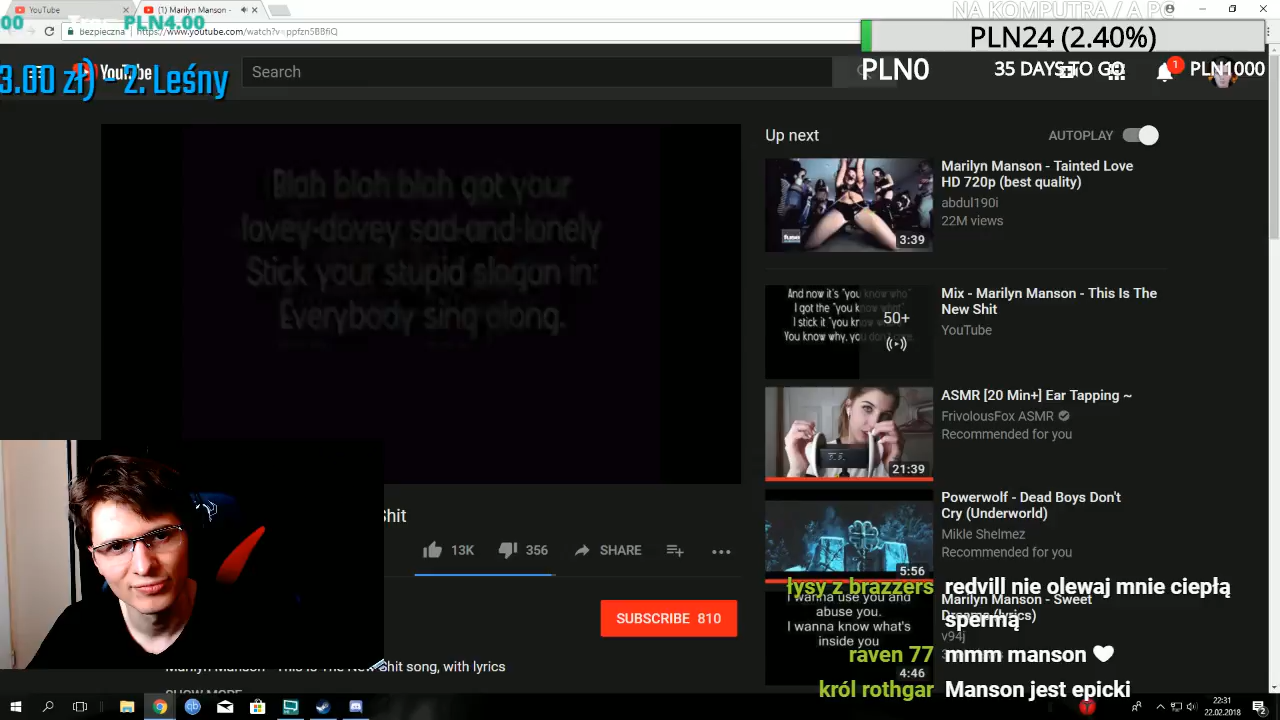 YouTube
(1) Marilyn Manson -
00
PLN4.00
NA KOMPUTRA / A PC
bezpieczna
PLN24 (2.40%)
3.00 zł) - 2. Leśny
YouTube
Search
PLN0
35 DAYS TO GO
1
PLN1000
Blah blah blah got your
lovey-dovey sad-and-lonely
Stick your stupid slogan in:
Everybody sing along.
Up next
AUTOPLAY
Marilyn Manson - Tainted Love
HD 720p (best quality)
abdul190i
22M views
3:39
And now it's "you know who"
I got the "you know what"
I stick it "you know
You know why, you don't
50+
Mix - Marilyn Manson - This Is The
New Shit
YouTube
ASMR [20 Min+] Ear Tapping ~
FrivolousFox ASMR
Recommended for you
21:39
Powerwolf - Dead Boys Don't
Cry (Underworld)
Mikle Shelmez
Recommended for you
5:56
I wanna use you and
abuse you.
I wanna know what's
inside you
4:46
Marilyn Manson - Sweet
Dreams (lyrics)
v94j
Shit
13K
356
SHARE
SUBSCRIBE 810
Marilyn Manson - This Is The New Shit song, with lyrics
SHOW MORE
łysy z brazzers redvill nie olewaj mnie ciepłą
spermą
raven 77 mmm manson
król rothgar Manson jest epicki
22:31
22.02.2018
2